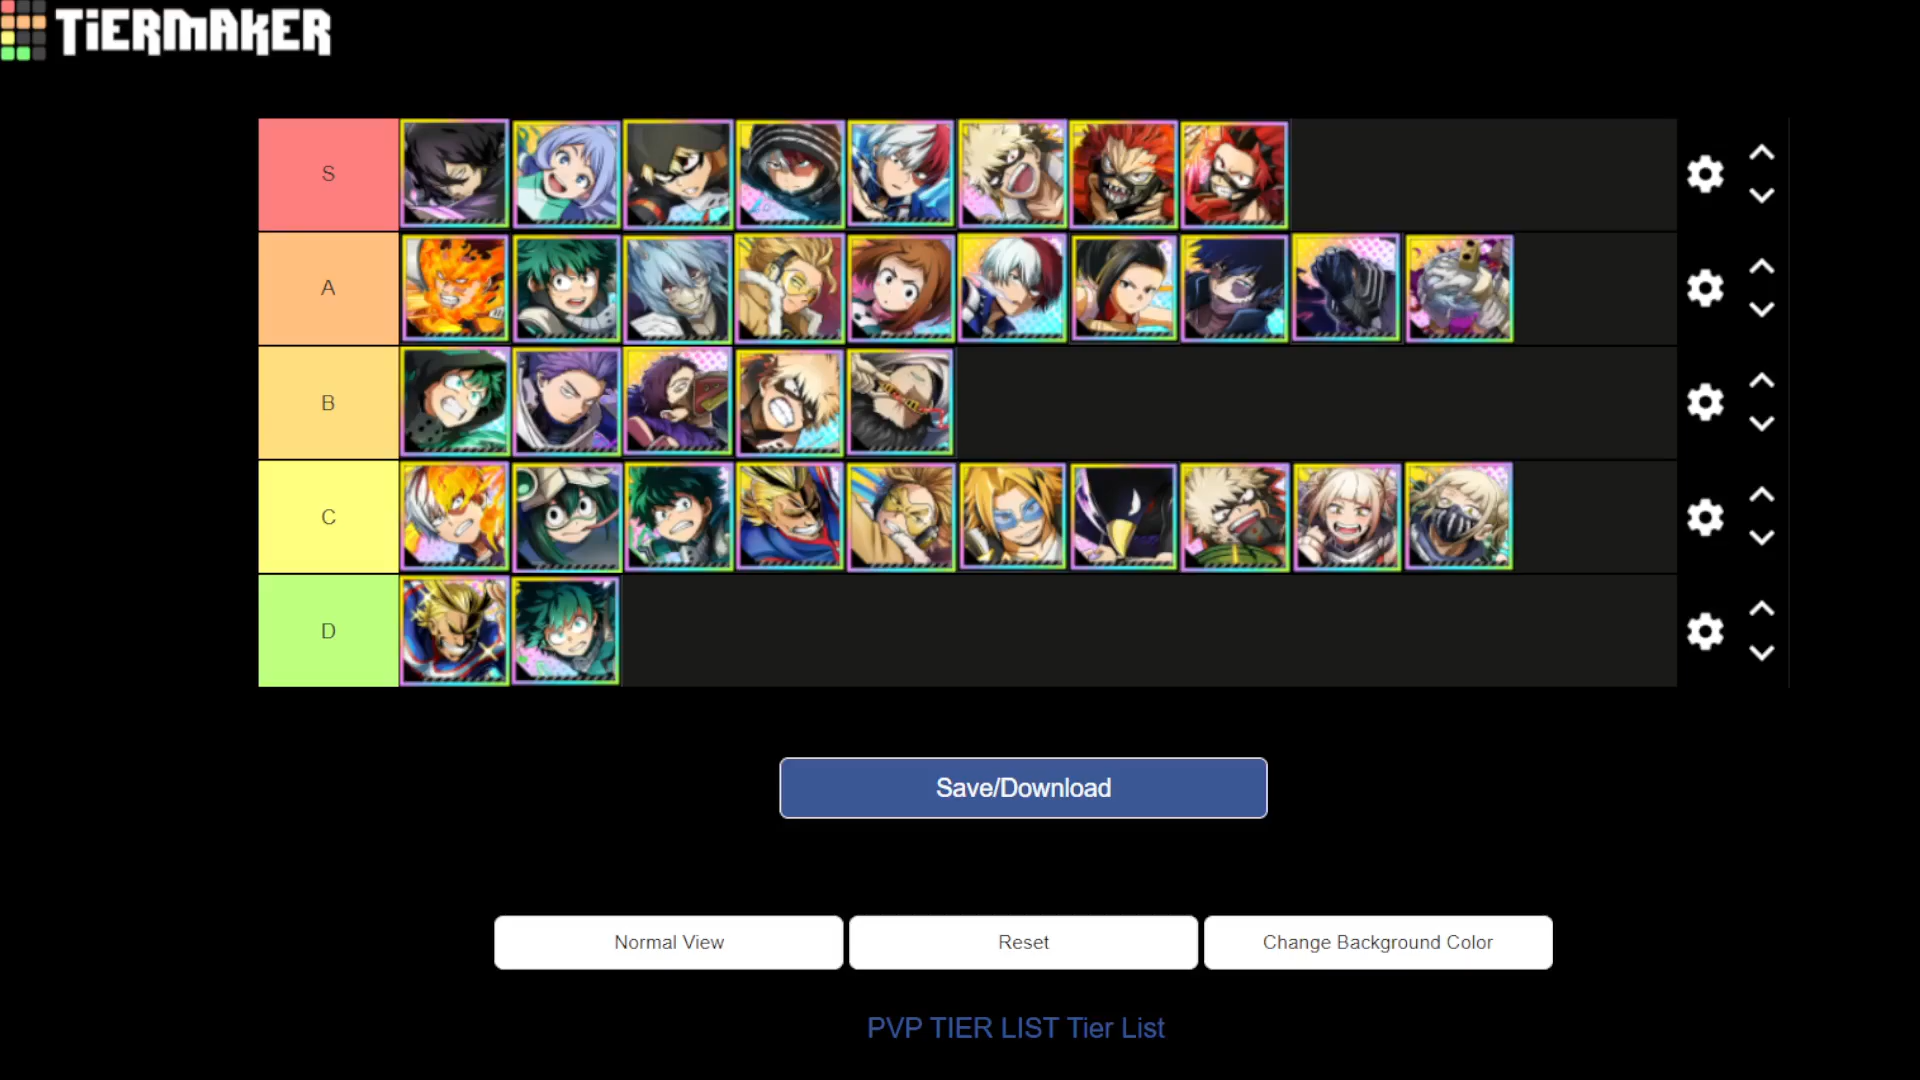 TiERMAKER
S
A
B
C
D
Save/Download
Normal View
Reset
Change Background Color
PVP TIER LIST Tier List